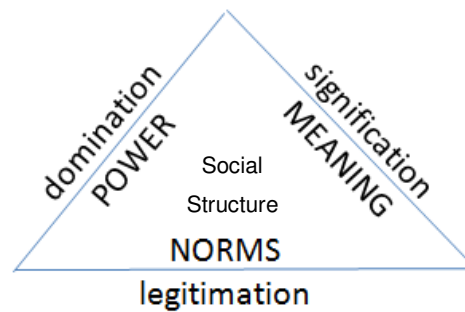 domination
POWER
signification
MEANING
Social
Structure
NORMS
legitimation